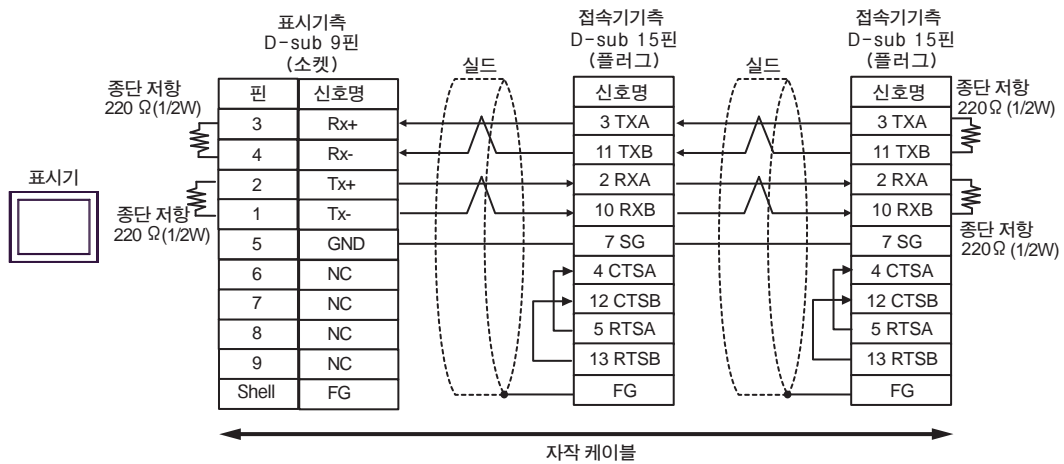 표시기측
D-sub 9핀
(소켓)
접속기기측
D-sub 15핀
(플러그)
접속기기측
D-sub 15핀
(플러그)
실드
실드
종단 저항
220 Ω(1/2W)
종단 저항
220Ω(1/2W)
핀 신호명 신호명 신호명
3 Rx+ 3 TXA 3 TXA
4 Rx- 11 TXB 11 TXB
표시기
2 Tx+ 2 RXA 2 RXA
1 Tx- 10 RXB 10 RXB
종단 저항
220 Ω(1/2W)
종단 저항
220Ω (1/2W)
5 GND 7 SG 7 SG
6 NC 4 CTSA 4 CTSA
7 NC 12 CTSB 12 CTSB
8 NC 5 RTSA 5 RTSA
9 NC 13 RTSB 13 RTSB
Shell FG FG FG
자작 케이블